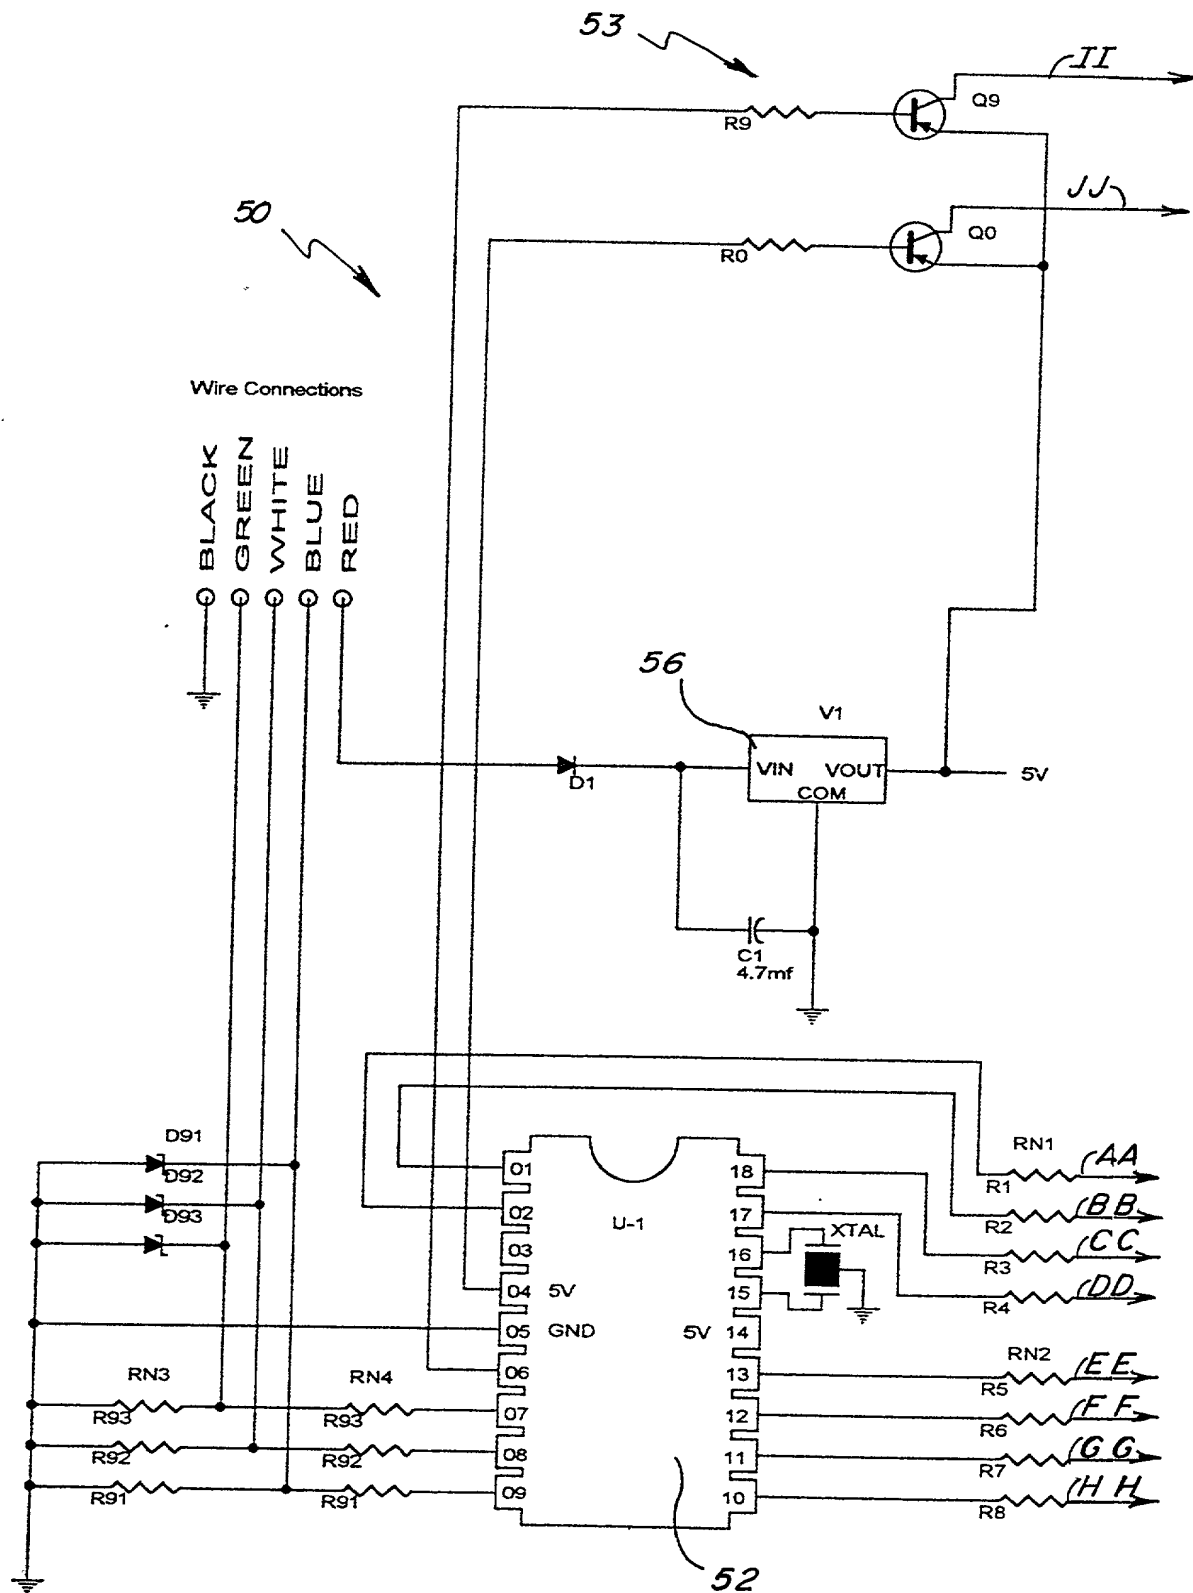 53
II
Q9
R9
JJ
50
Q0
R0
Wire Connections
BLACK
GREEN
WHITE
BLUE
RED
56
V1
VIN
VOUT
COM
5V
D1
C1
4.7mf
D91
D92
D93
RN1
AA
R1
BB
R2
CC
R3
DD
R4
01
18
02
U-1
17
XTAL
03
16
04
5V
15
05
GND
5V
14
RN3
RN4
06
13
RN2
EE
R5
R93
R93
07
12
FF
R6
R92
R92
08
11
GG
R7
R91
R91
09
10
HH
R8
52